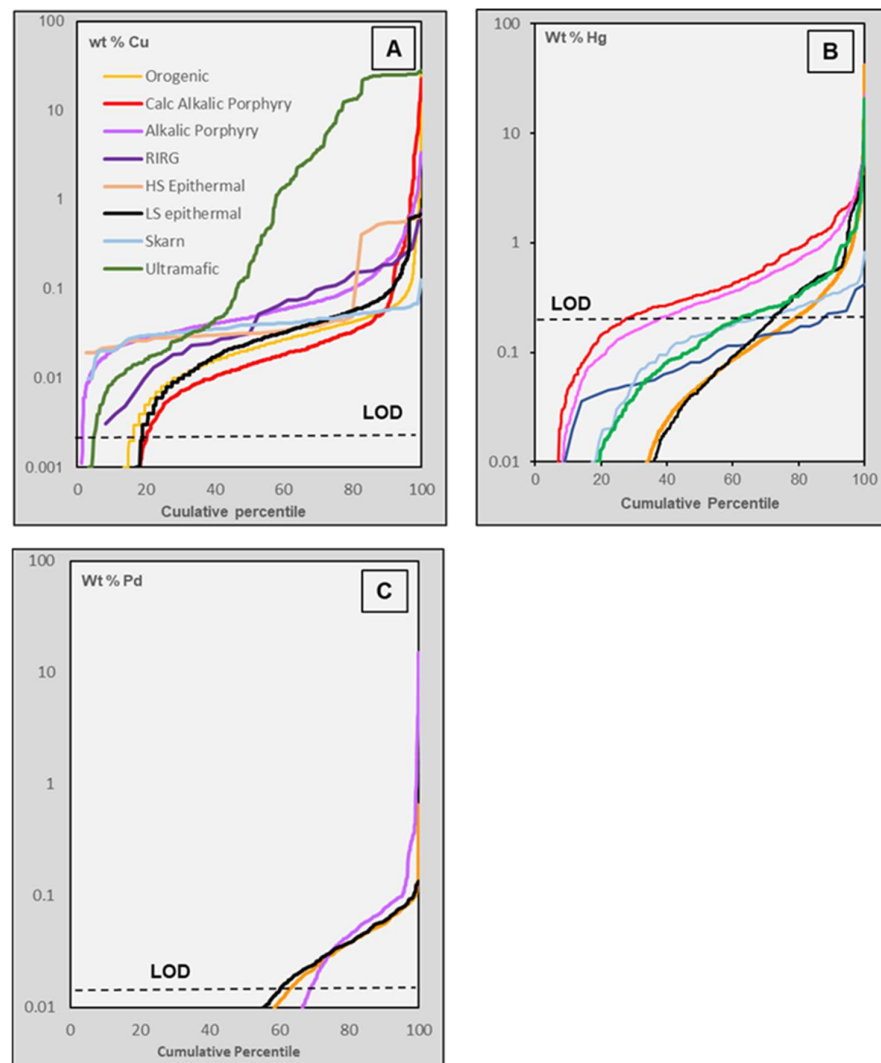 wt % Cu
A
Orogenic
Calc Alkalic Porphyry
Alkalic Porphyry
RIRG
HS Epithermal
LS epithermal
Skarn
Ultramafic
LOD
100
10
1
0.1
0.01
0.001
0 20 40 60 80 100
Cuulative percentile
Wt % Hg
B
LOD
100
10
1
0.1
0.01
0 20 40 60 80 100
Cumulative Percentile
Wt % Pd
C
LOD
100
10
1
0.1
0.01
0 20 40 60 80 100
Cumulative Percentile